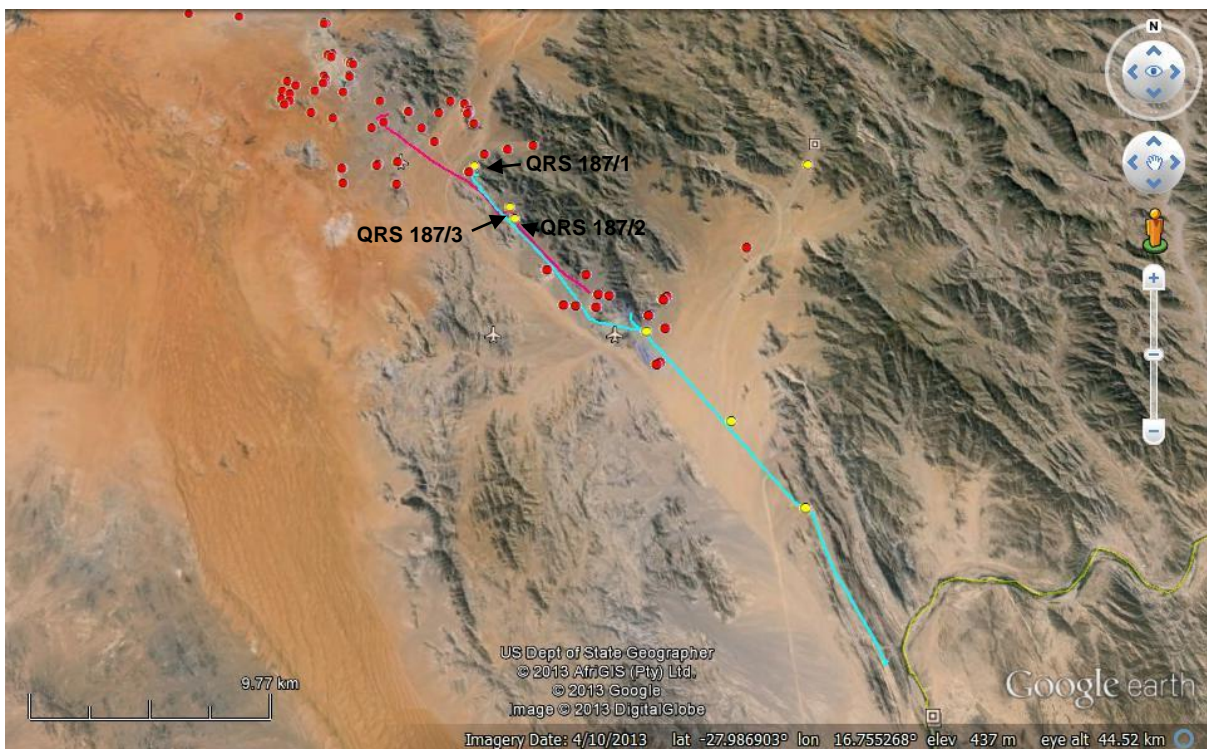 N
QRS 187/1
QRS 187/3
QRS 187/2
US Dept of State Geographer
© 2013 AfriGIS (Pty) Ltd.
© 2013 Google
Image © 2013 DigitalGlobe
9.77 km
Google earth
Imagery Date: 4/10/2013 lat -27.986903° lon 16.755268° elev 437 m eye alt 44.52 km